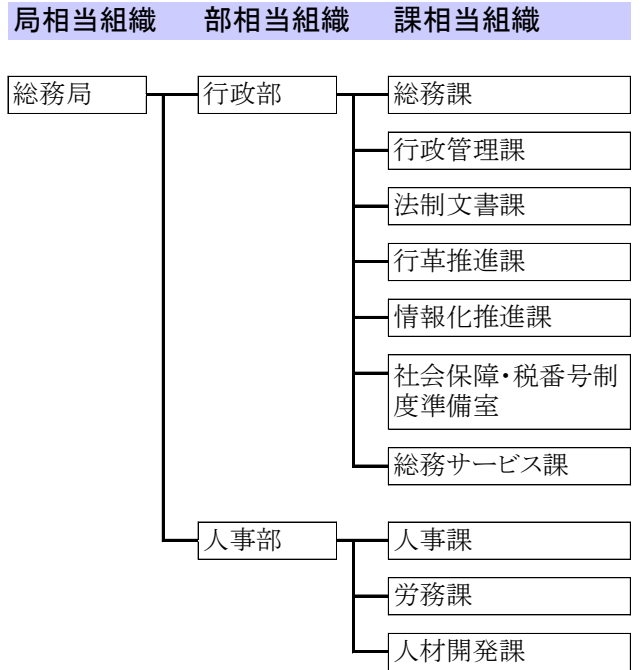 局相当組織 部相当組織 課相当組織
総務局 行政部 総務課
行政管理課
法制文書課
行革推進課
情報化推進課
社会保障・税番号制
度準備室
総務サービス課
人事部 人事課
労務課
人材開発課